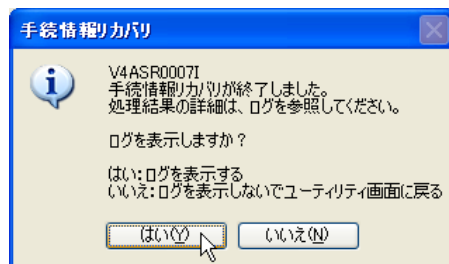 手続情報リカバリ
V4ASR0007I
手続情報リカバリが終了しました。
処理結果の詳細は、ログを参照してください。
ログを表示しますか？
はい：ログを表示する
いいえ：ログを表示しないでユーティリティ画面に戻る
はい(Y)
いいえ(N)